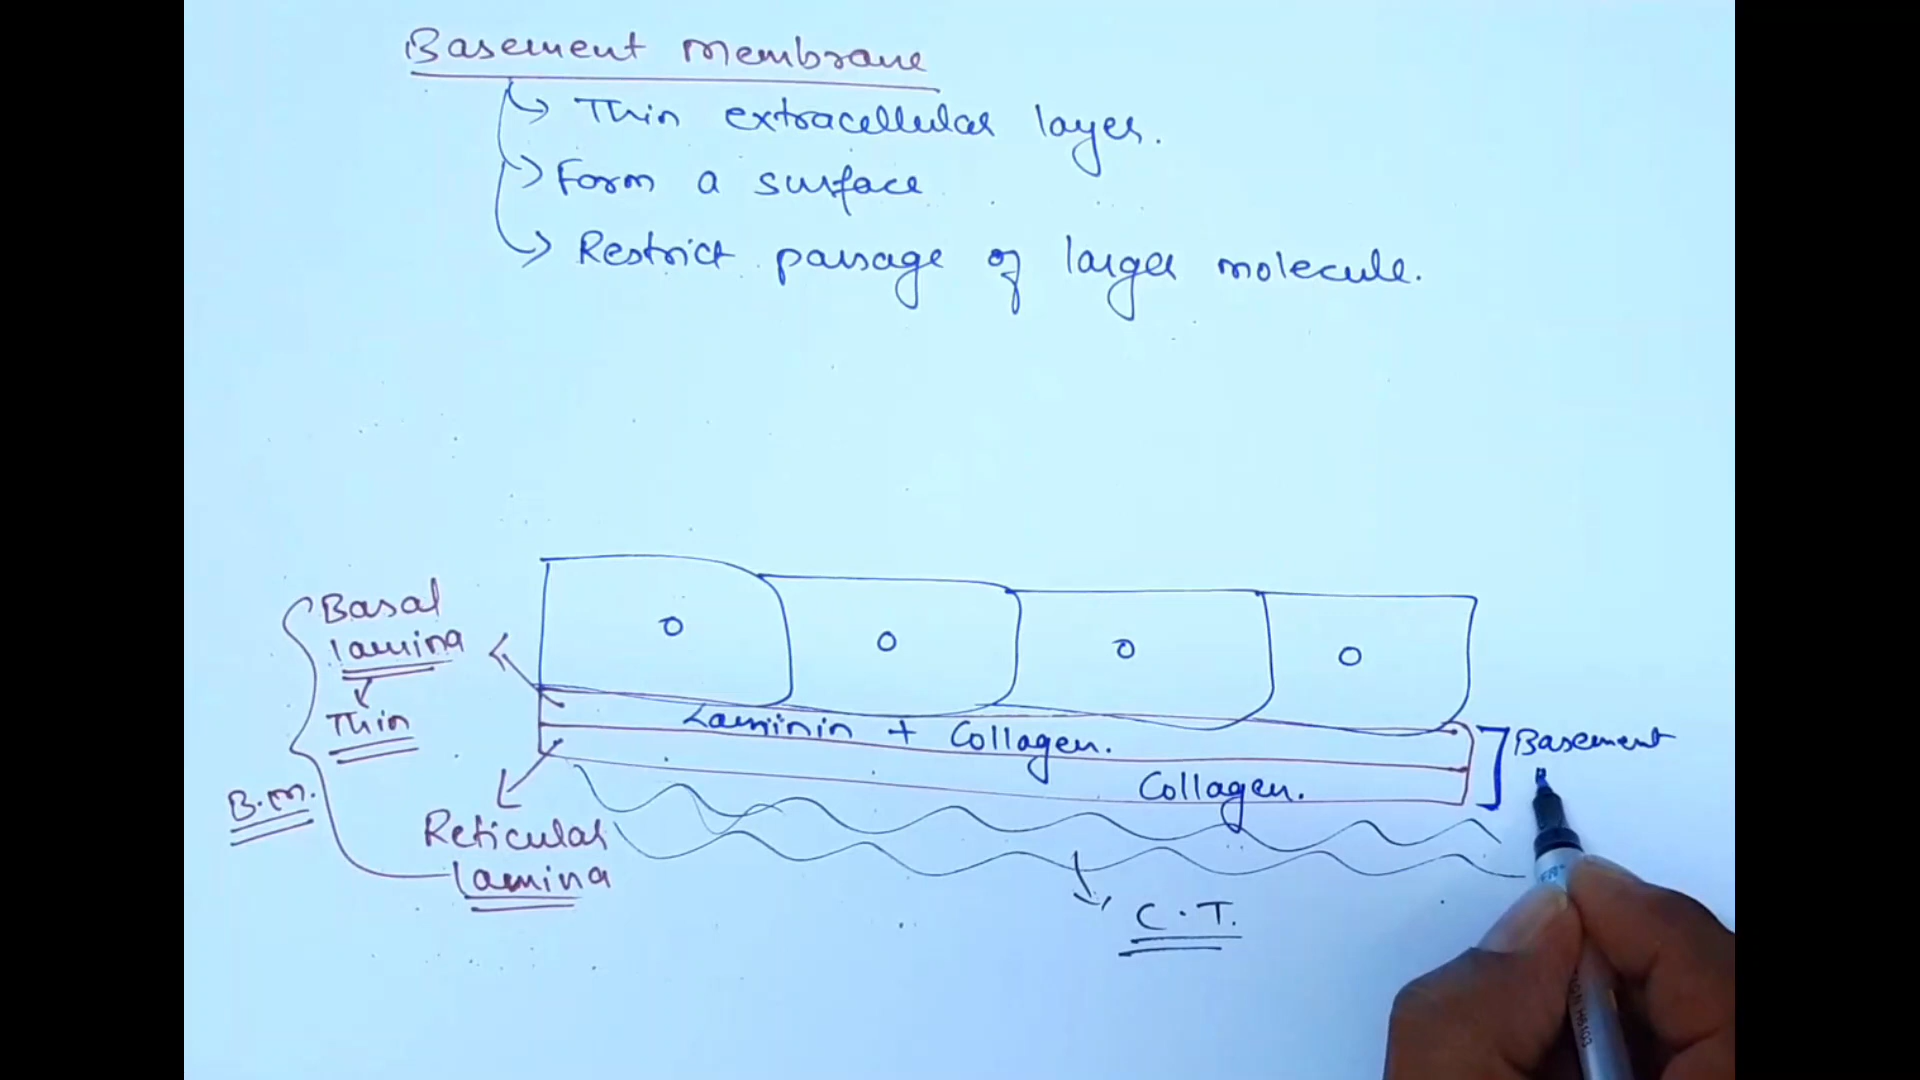 Basement Membrane
Thin extracellular layer.
Form a surface
Restrict passage of larger molecule.
Basal
lamina
Thin
B.M.
Reticular
lamina
Laminin + Collagen.
Collagen.
Basement
C.T.